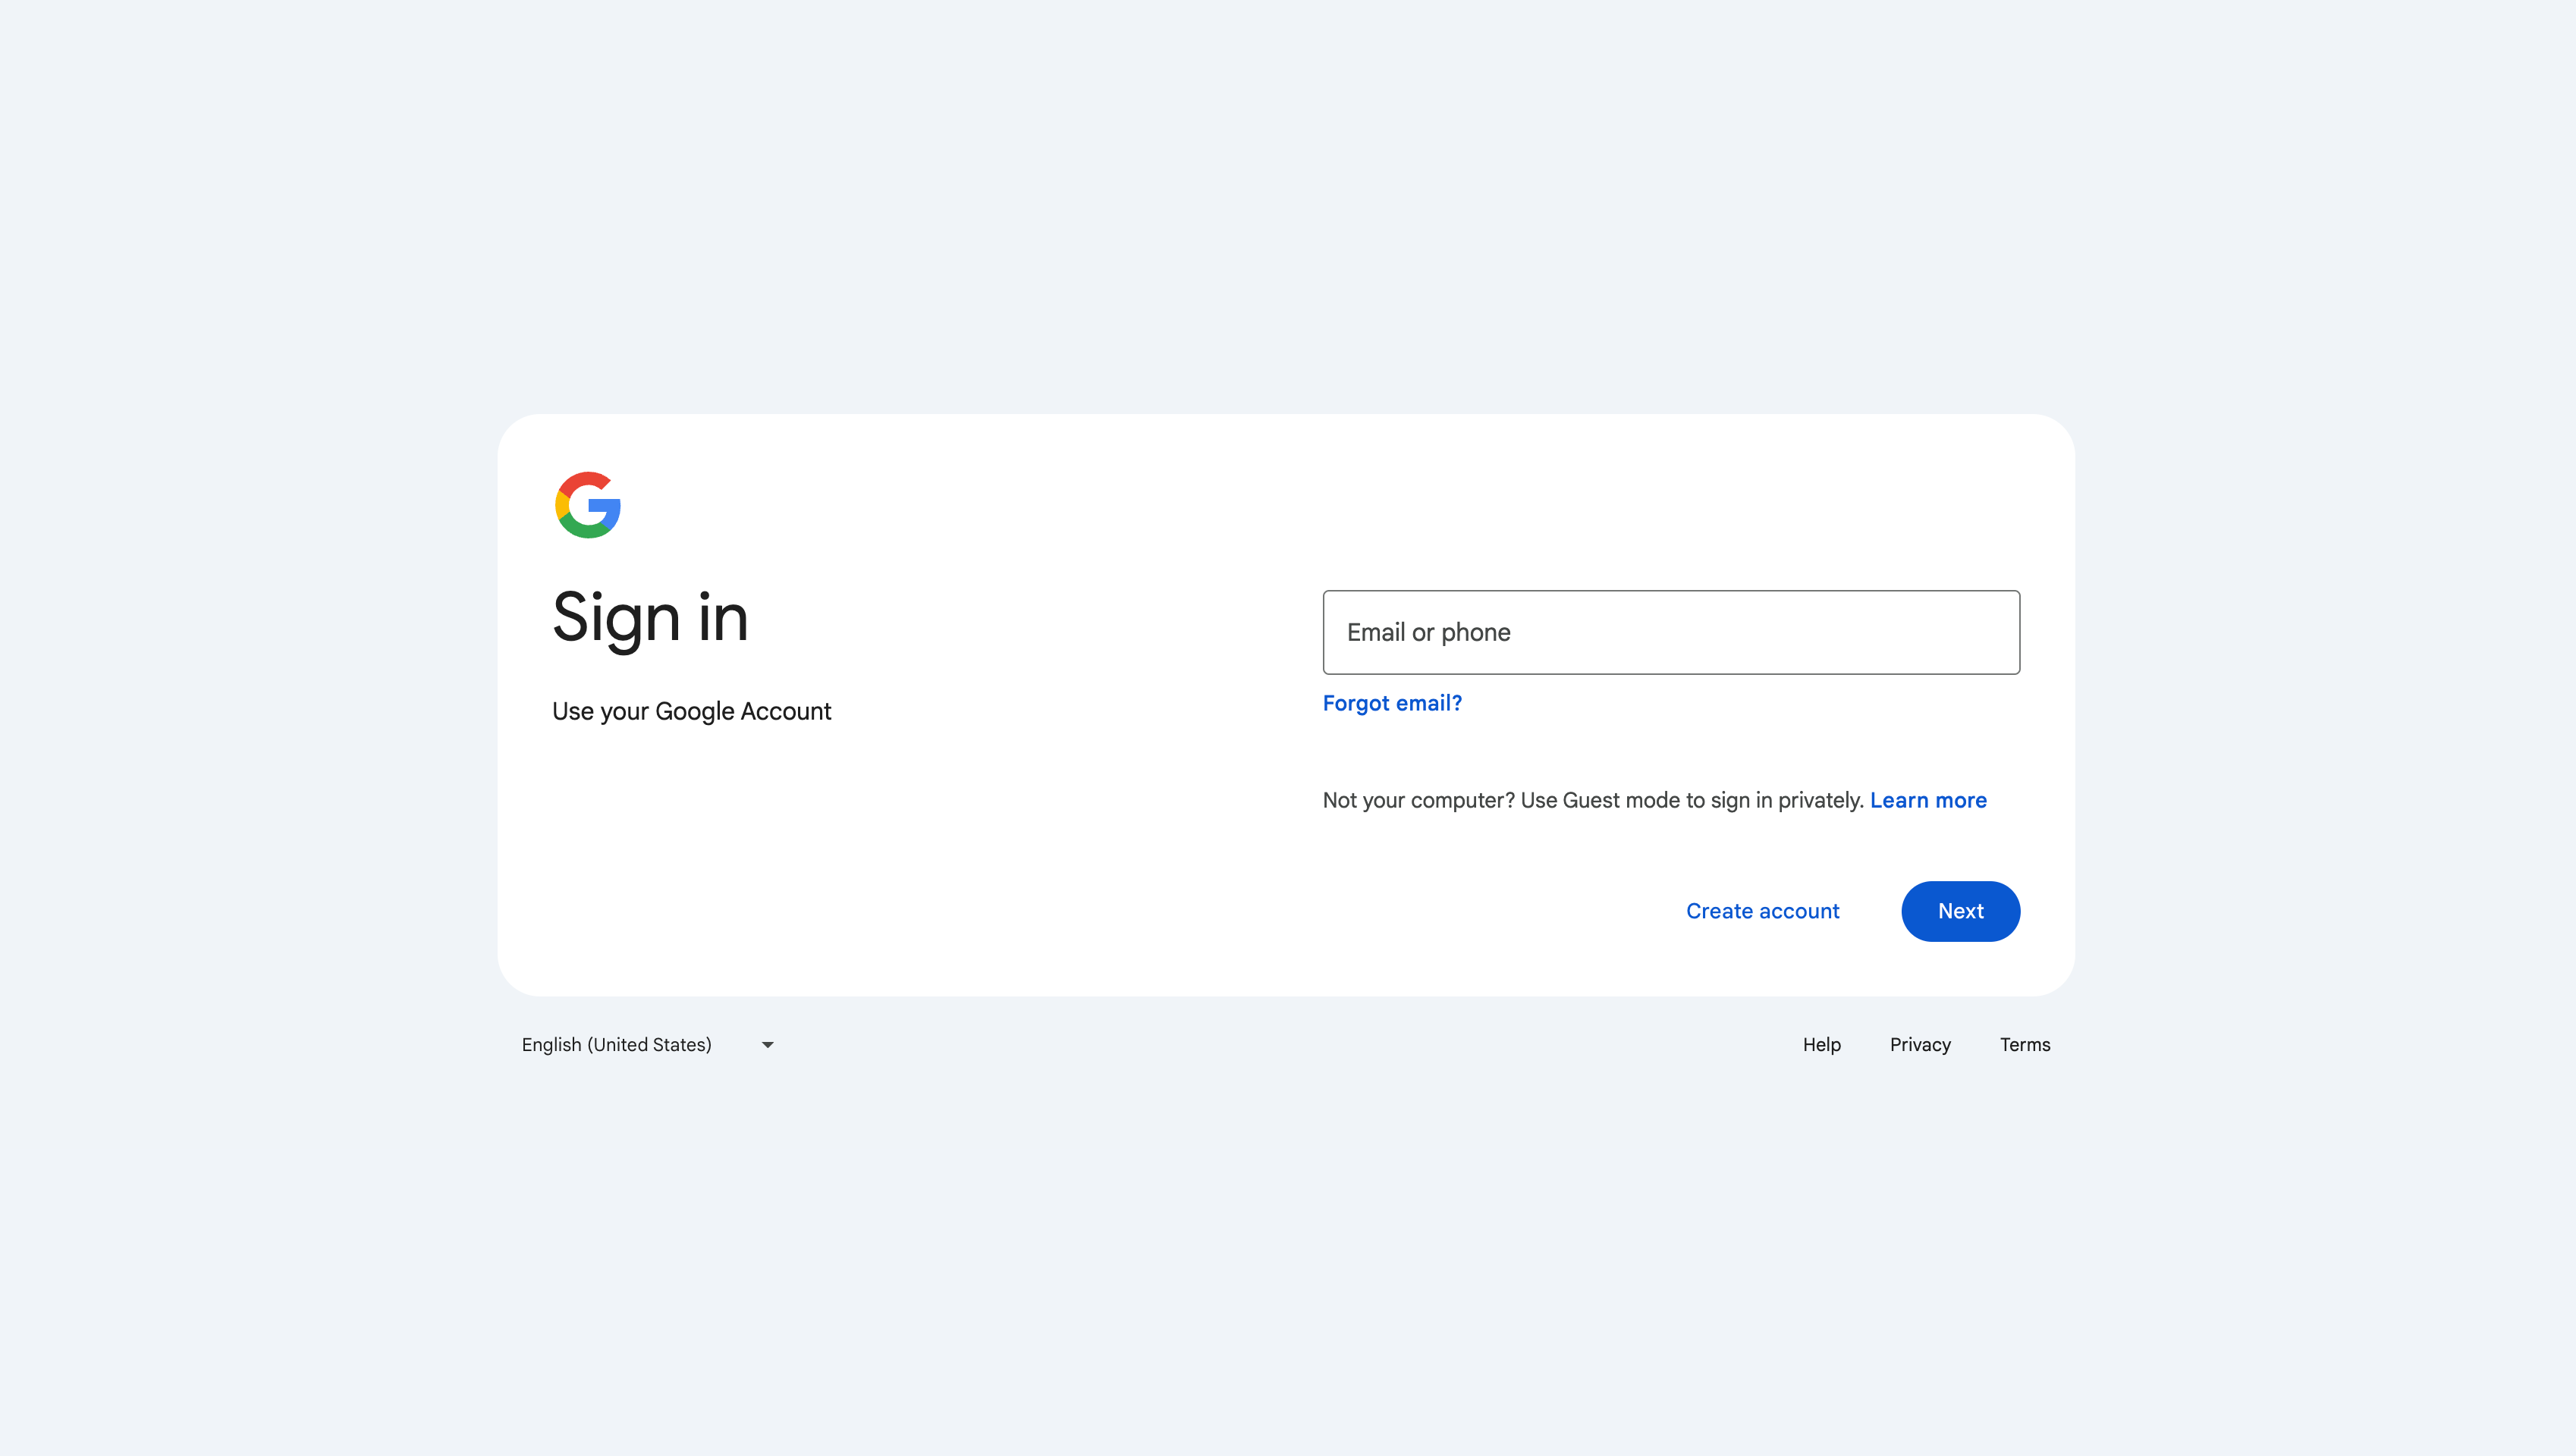 Sign in
Use your Google Account
Email or phone
Forgot email?
Not your computer? Use Guest mode to sign in privately. Learn more
Create account
Next
English (United States)
Help
Privacy
Terms